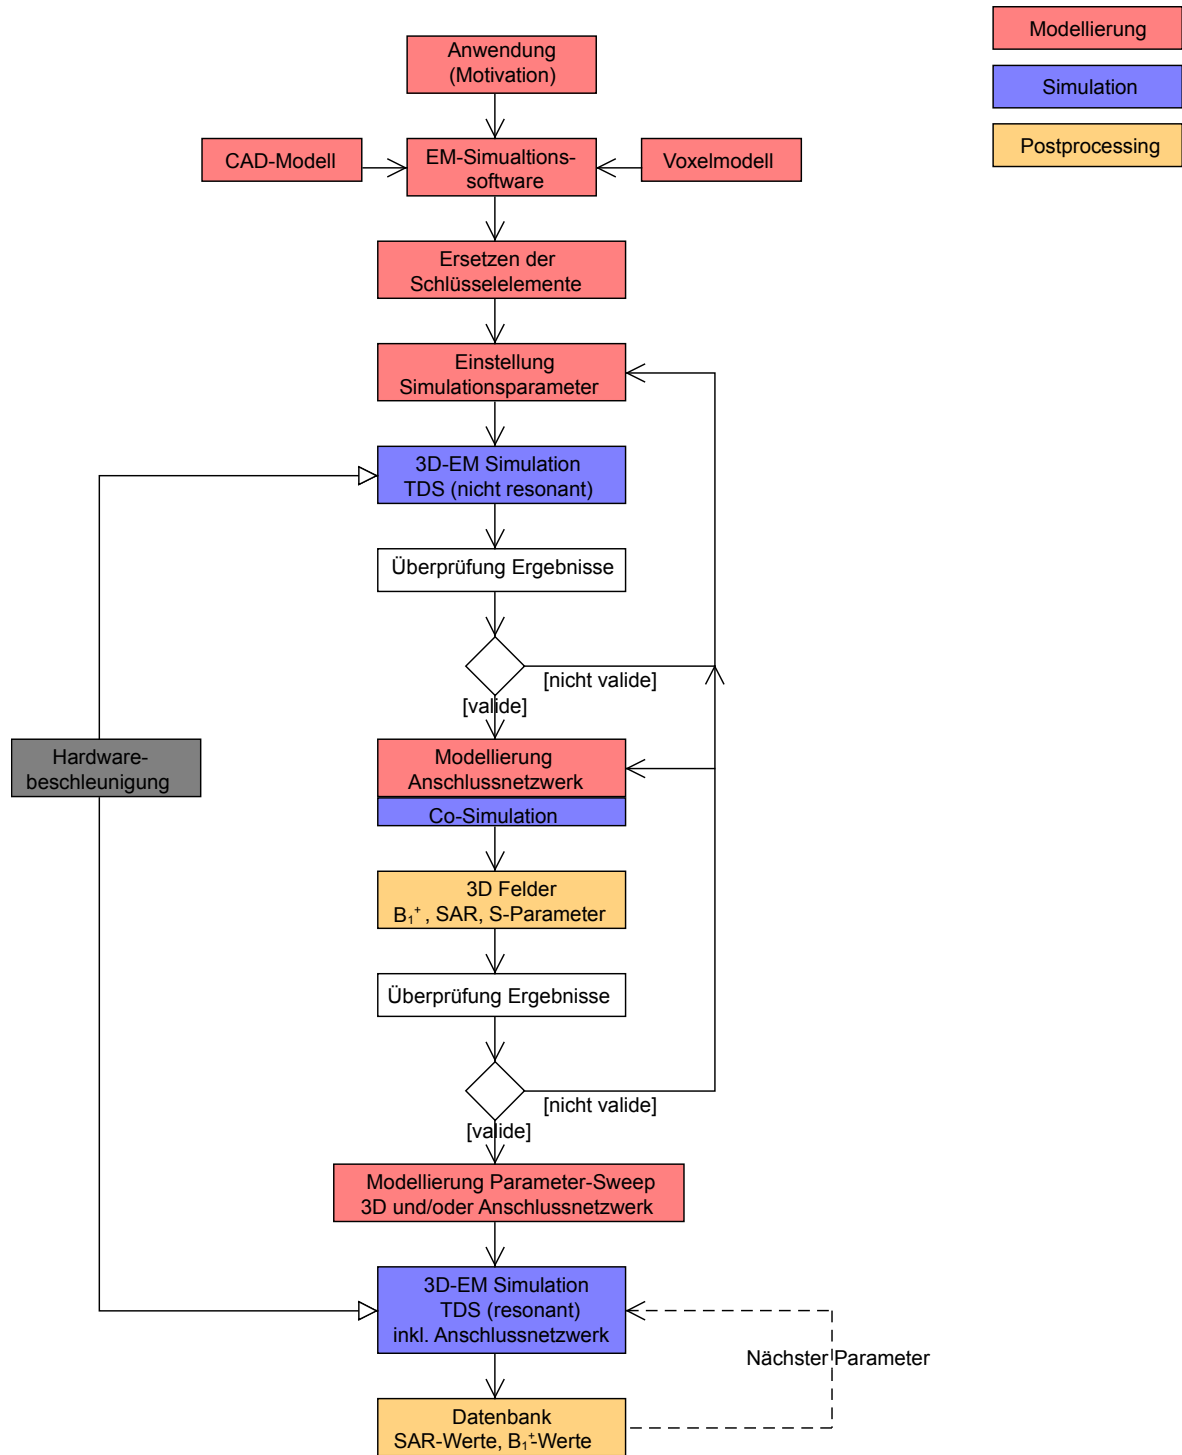 Modellierung
Simulation
Postprocessing
Anwendung
(Motivation)
CAD-Modell
EM-Simualtions-
software
Voxelmodell
Ersetzen der
Schlüsselelemente
Einstellung
Simulationsparameter
3D-EM Simulation
TDS (nicht resonant)
Überprüfung Ergebnisse
[nicht valide]
[valide]
Hardware-
beschleunigung
Modellierung
Anschlussnetzwerk
Co-Simulation
3D Felder
B₁⁺, SAR, S-Parameter
Überprüfung Ergebnisse
[nicht valide]
[valide]
Modellierung Parameter-Sweep
3D und/oder Anschlussnetzwerk
3D-EM Simulation
TDS (resonant)
inkl. Anschlussnetzwerk
Nächster Parameter
Datenbank
SAR-Werte, B₁⁺-Werte